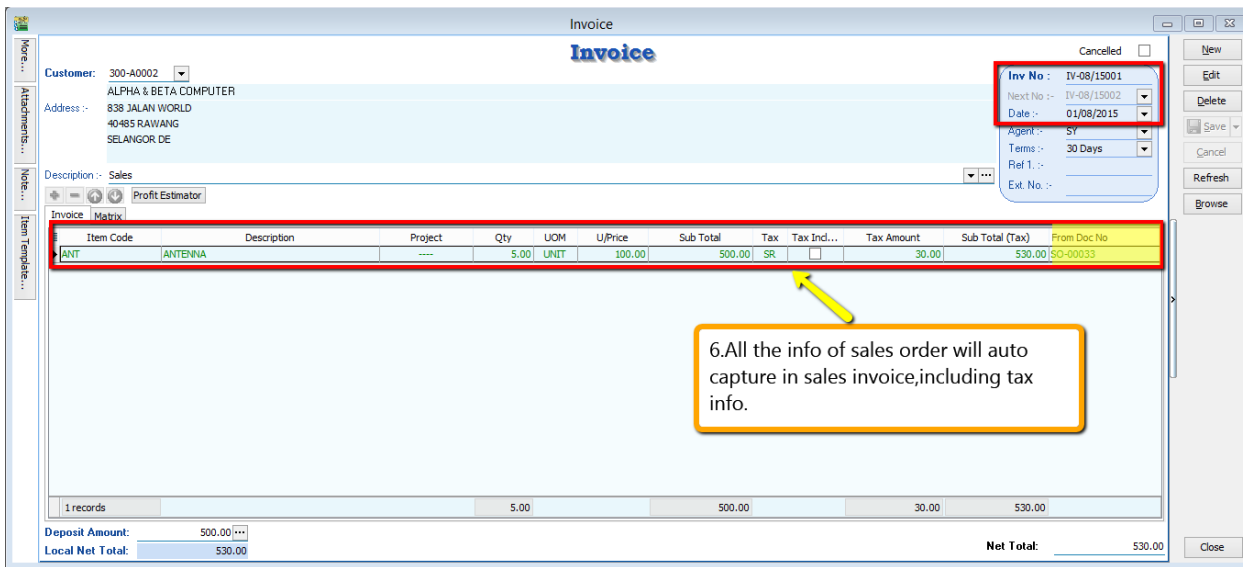 Invoice
Invoice
Cancelled
New
Edit
Delete
Save
Cancel
Refresh
Browse
Close
More...
Attachments...
Note...
Item Template...
Customer: 300-A0002
ALPHA & BETA COMPUTER
Address :- 838 JALAN WORLD
40485 RAWANG
SELANGOR DE
Inv No : IV-08/15001
Next No :- IV-08/15002
Date :- 01/08/2015
Agent :- SY
Terms :- 30 Days
Ref 1. :-
Ext. No. :-
Description :- Sales
Profit Estimator
Invoice Matrix
Item Code Description Project Qty UOM U/Price Sub Total Tax Tax Incl... Tax Amount Sub Total (Tax) From Doc No
ANT ANTENNA ---- 5.00 UNIT 100.00 500.00 SR 30.00 530.00 SO-00033
6.All the info of sales order will auto
capture in sales invoice,including tax
info.
1 records 5.00 500.00 30.00 530.00
Deposit Amount: 500.00 ...
Local Net Total: 530.00
Net Total: 530.00